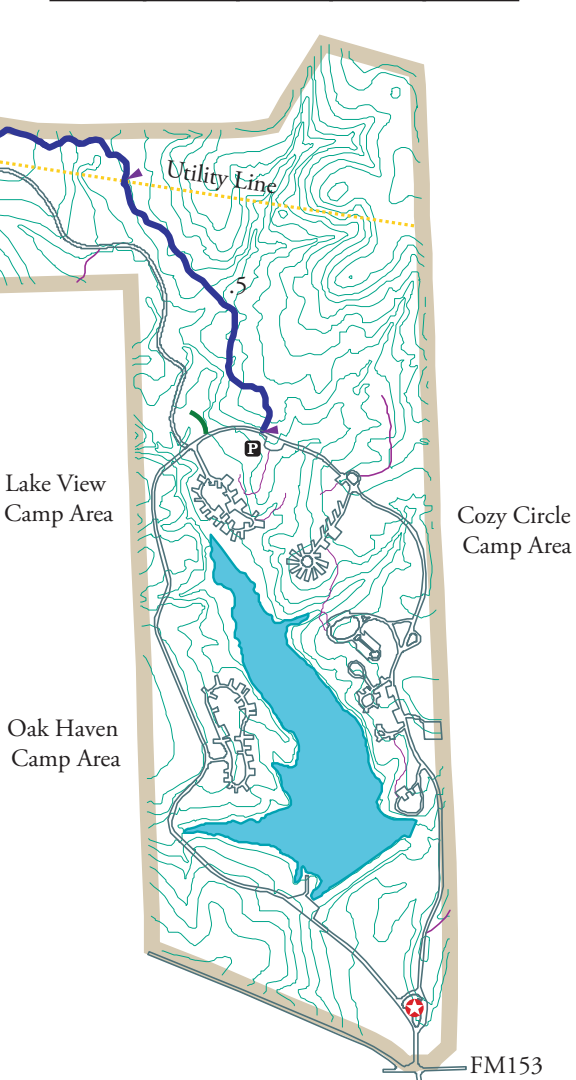 Utility Line
.5
P
Lake View
Camp Area
Cozy Circle
Camp Area
Oak Haven
Camp Area
FM153